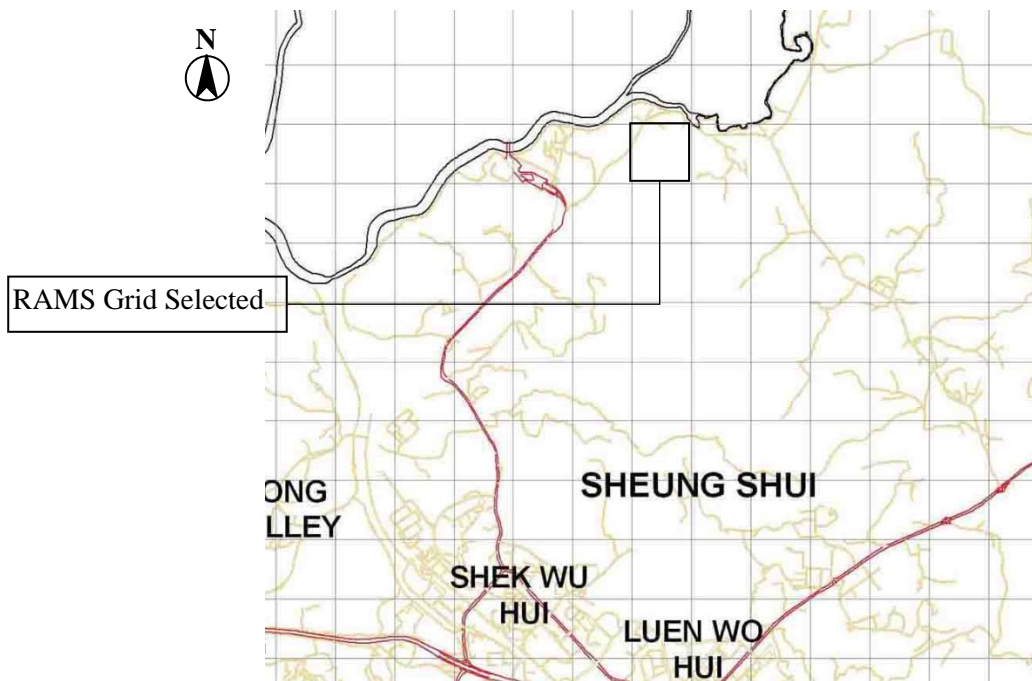 N
RAMS Grid Selected
SHEUNG SHUI
ONG
LLEY
SHEK WU
HUI
LUEN WO
HUI